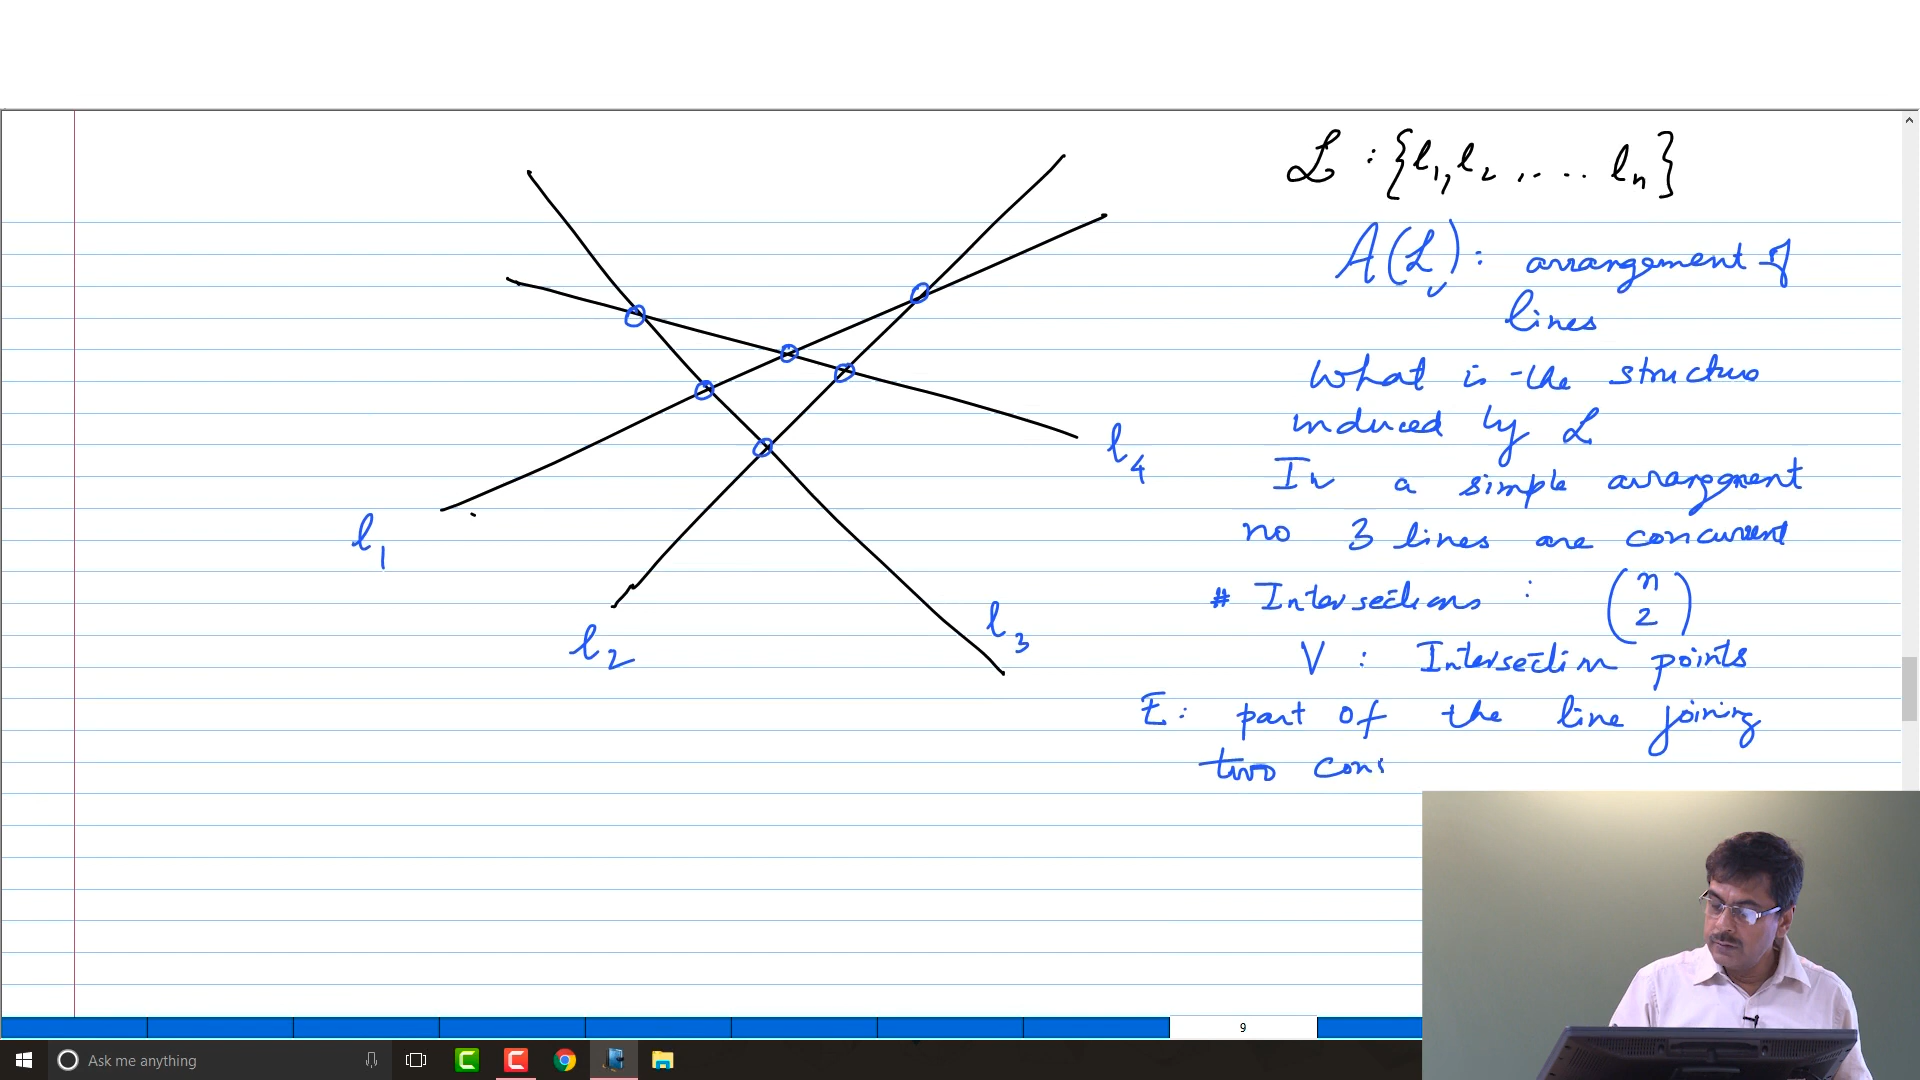 ℒ : {l1, l2, .... ln}
A(ℒ): arrangement of
lines
What is the structure
induced by ℒ
In a simple arrangment
no 3 lines are concurrent
# Intersections : (n 2)
V : Intersection points
E: part of the line joining
two cons
l1
l2
l3
l4
9
Ask me anything